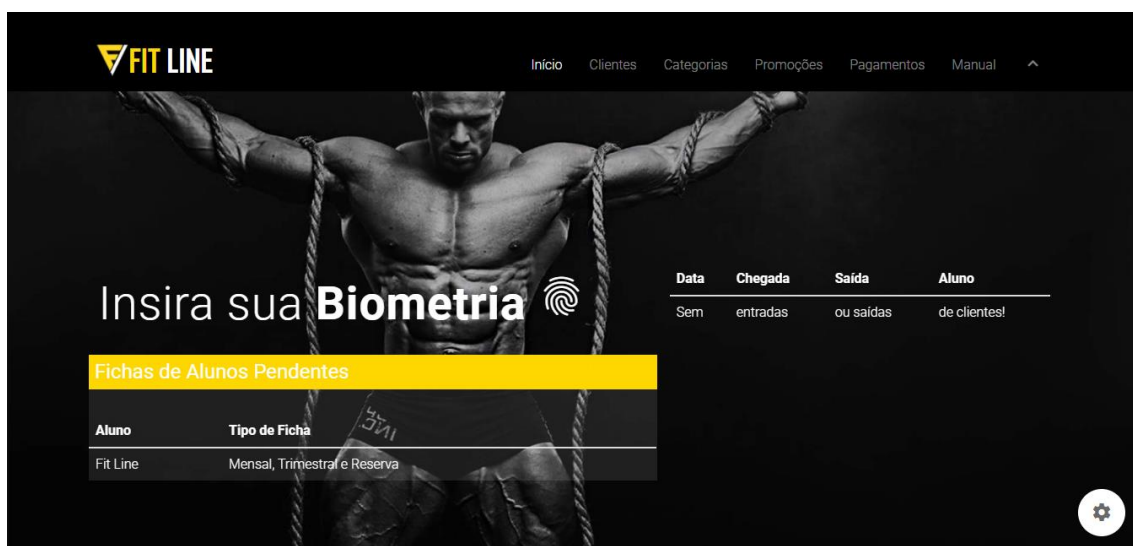 FIT LINE
Início Clientes Categorias Promoções Pagamentos Manual
Insira sua Biometria
Data Chegada Saída Aluno
Sem entradas ou saídas de clientes!
Fichas de Alunos Pendentes
Aluno Tipo de Ficha
Fit Line Mensal, Trimestral e Reserva